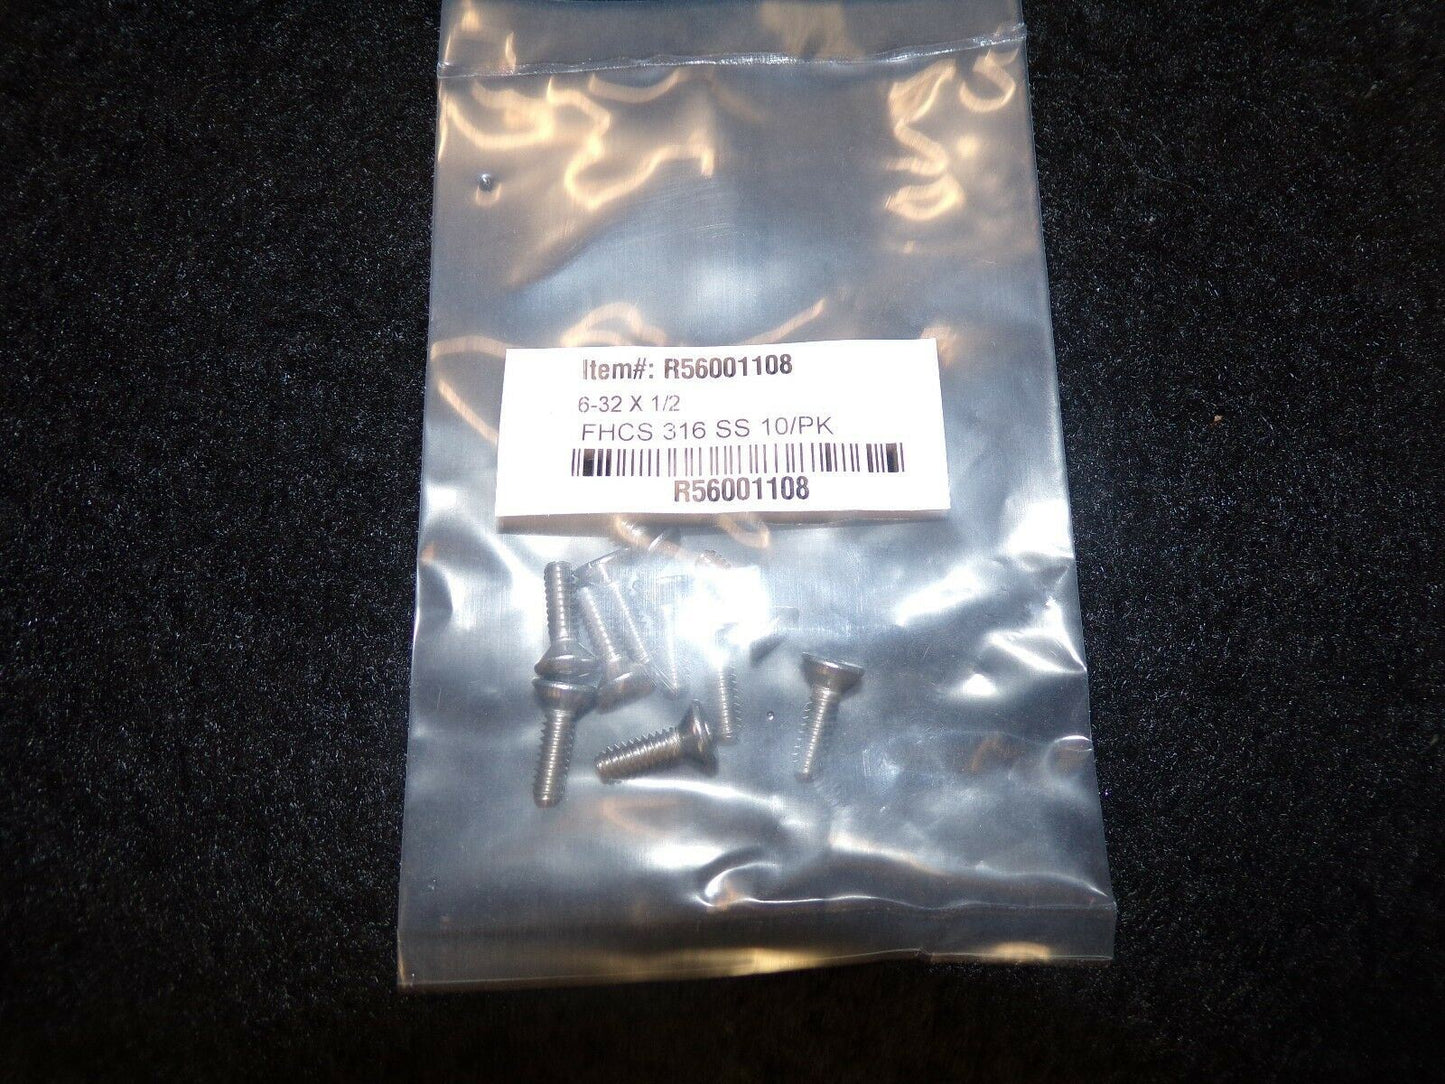 Item#: R56001108
6-32 X 1/2
FHCS 316 SS 10/PK
R56001108